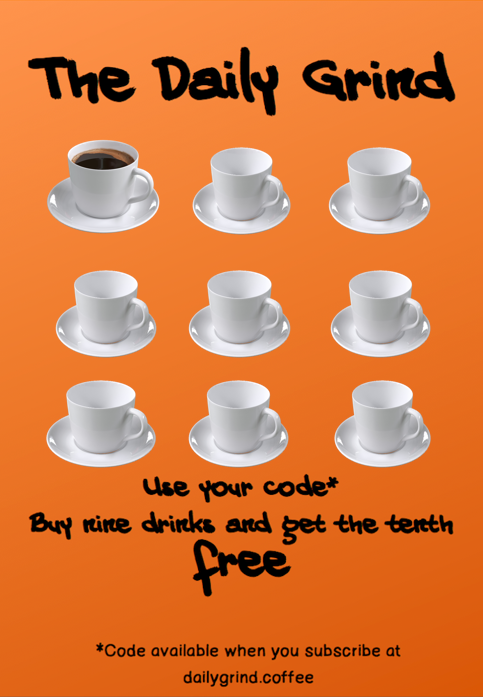 The Daily Grind
Use your code*
Buy nine drinks and get the tenth
free
*Code available when you subscribe at
dailygrind.coffee